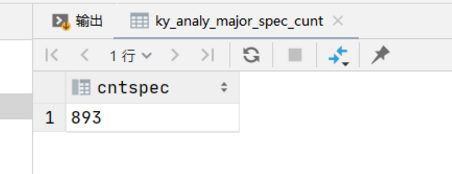 输出
ky_analy_major_spec_cunt
1 行
cntspec
1 893